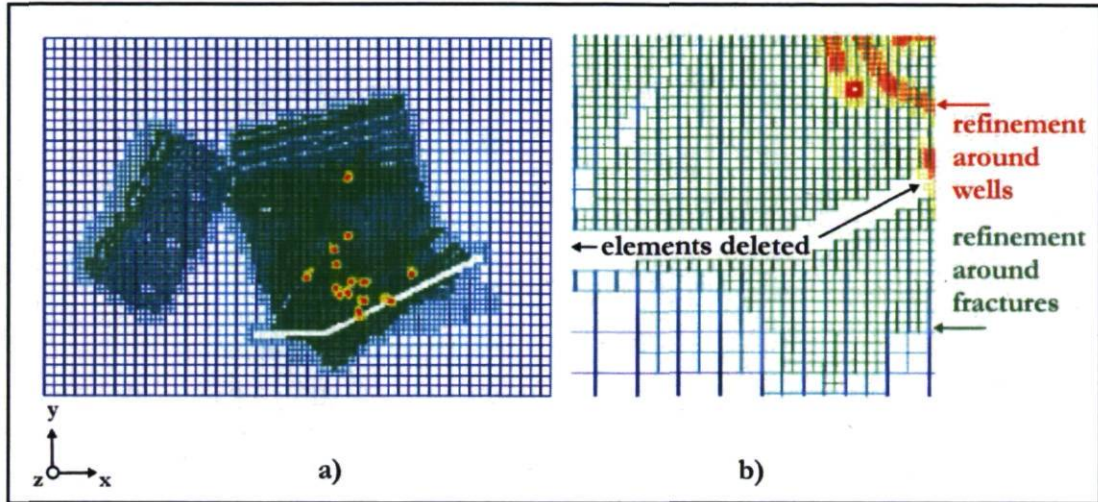 refinement
around
wells
elements deleted
refinement
around
fractures
y
z
x
a)
b)